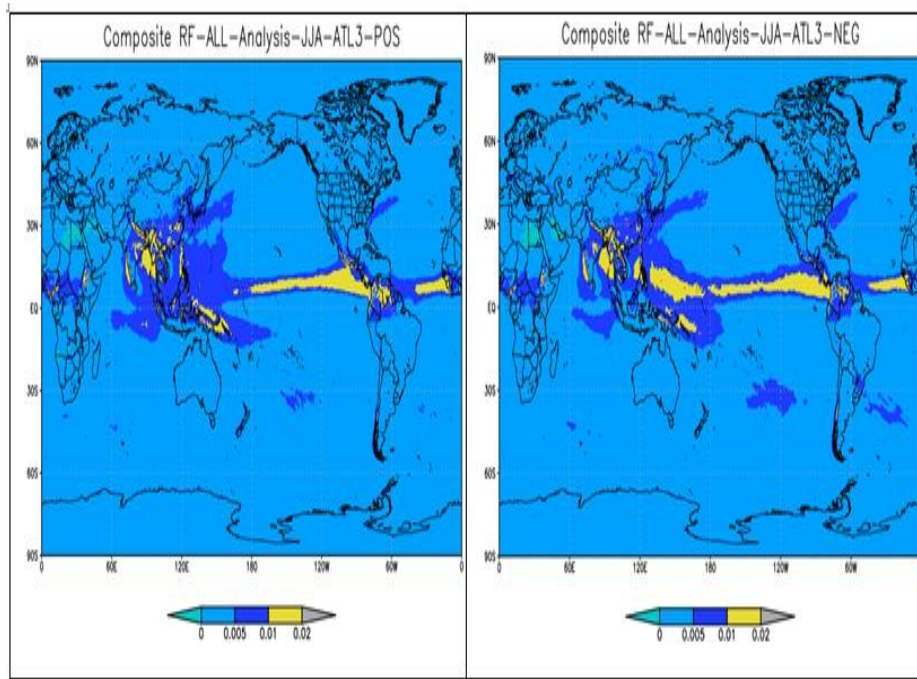 Composite RF-ALL-Analysis-JJA-ATL3-POS
90N
60N
30N
EQ
30S
60S
90S
0 60E 120E 180 120W 60W 0
0 0.005 0.01 0.02
Composite RF-ALL-Analysis-JJA-ATL3-NEG
90N
60N
30N
EQ
30S
60S
90S
0 60E 120E 180 120W 60W
0 0.005 0.01 0.02